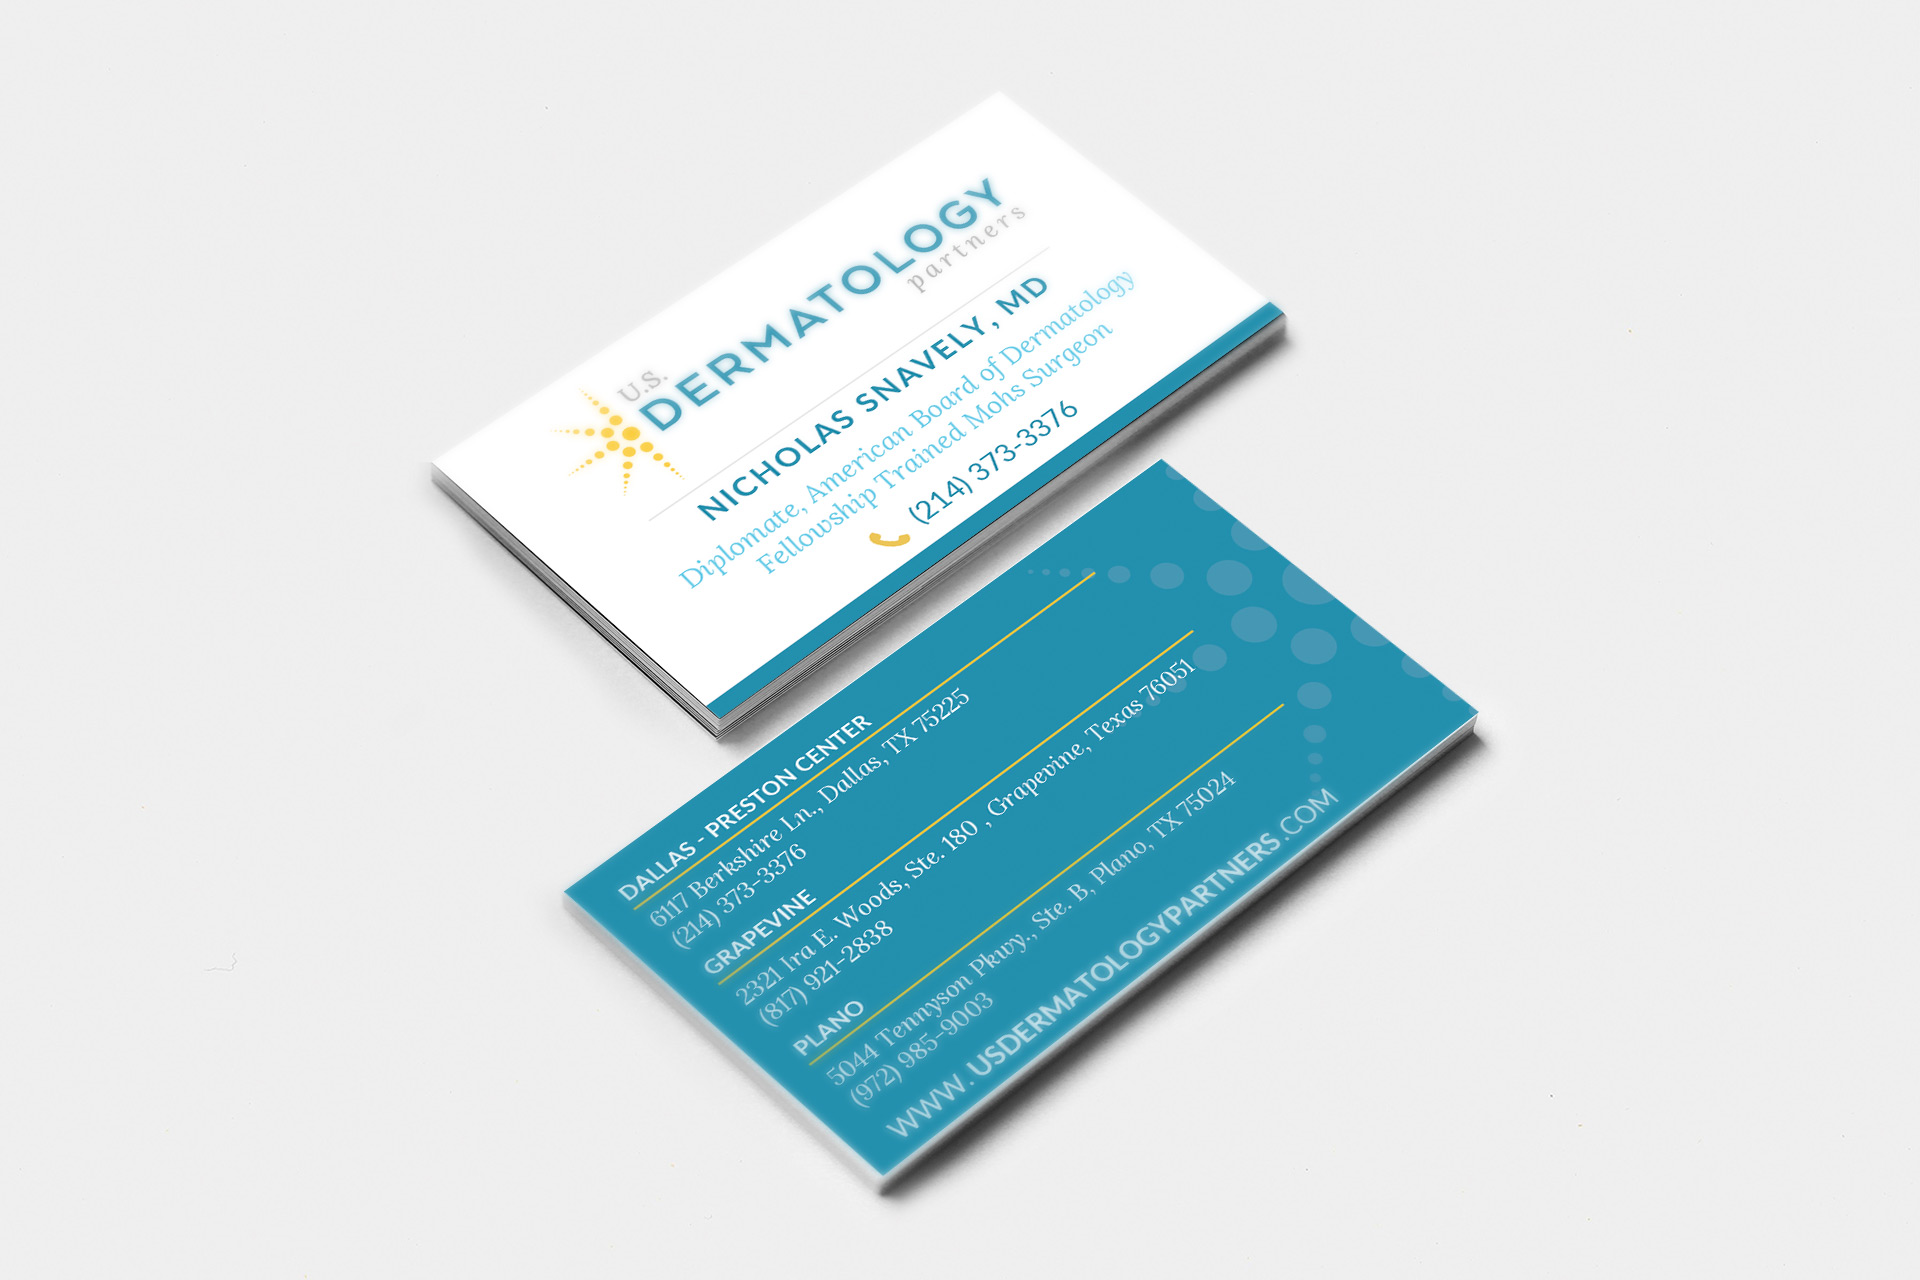 U.S.
DERMATOLOGY
partners
NICHOLAS SNAVELY, MD
Diplomate, American Board of Dermatology
Fellowship Trained Mohs Surgeon
(214) 373-3376
DALLAS - PRESTON CENTER
6117 Berkshire Ln., Dallas, TX 75225
(214) 373-3376
GRAPEVINE
2321 Ira E. Woods, Ste. 180 , Grapevine, Texas 76051
(817) 921-2838
PLANO
5044 Tennyson Pkwy., Ste. B, Plano, TX 75024
(972) 985-9003
WWW.USDERMATOLOGYPARTNERS.COM